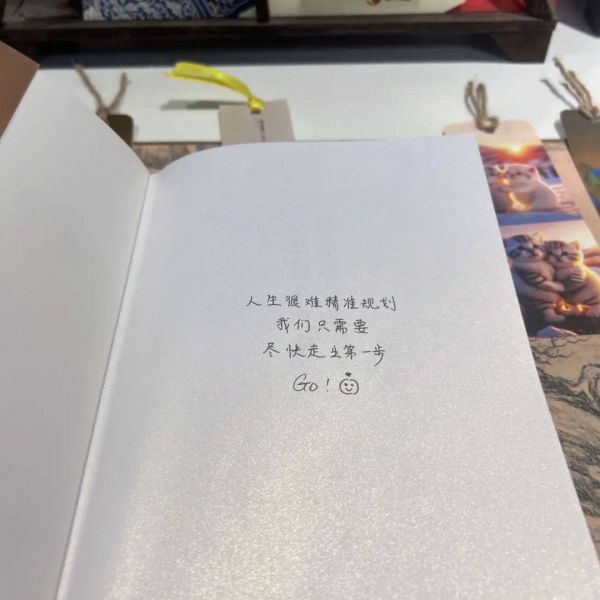 人生很难精准规划
我们只需要
尽快走出第一步
Go!